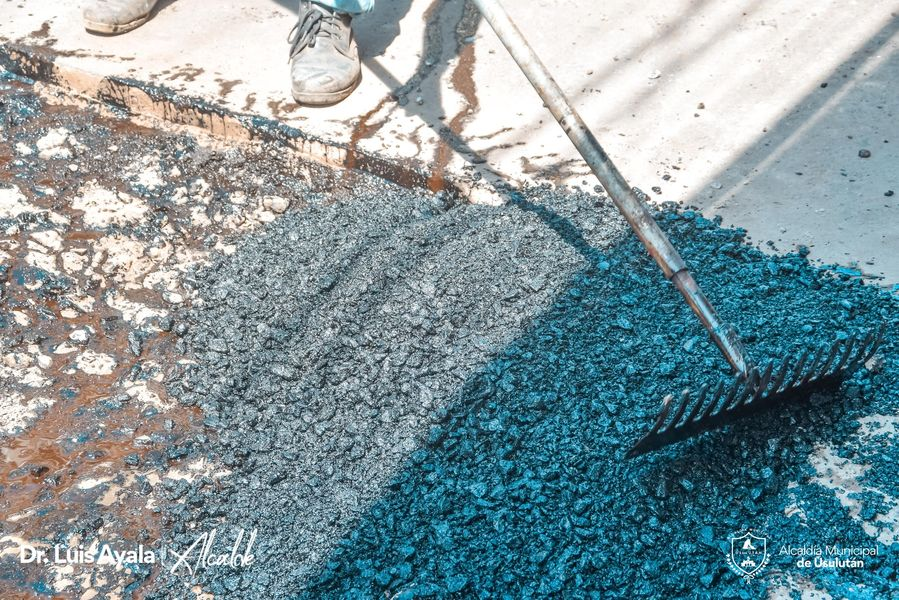 Dr. Luis Ayala
Alcalde
Alcaldía Municipal
de Usulután